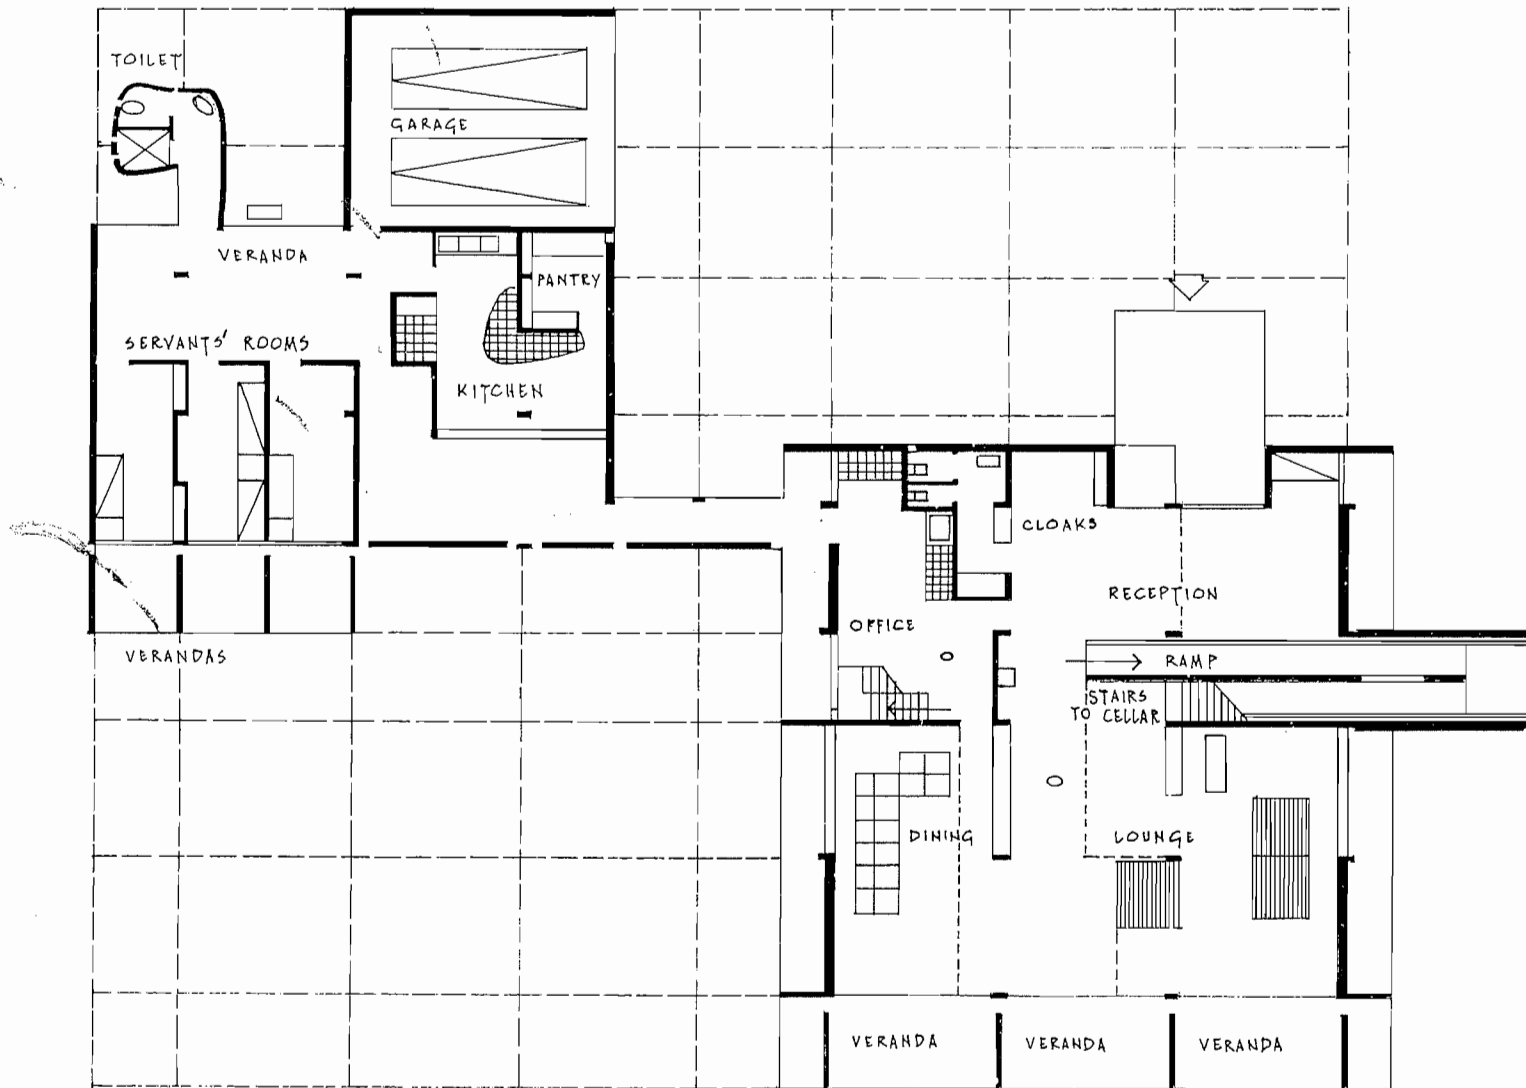 TOILET
GARAGE
VERANDA
PANTRY
SERVANTS' ROOMS
KITCHEN
CLOAKS
RECEPTION
OFFICE
VERANDAS
RAMP
STAIRS
TO CELLAR
DINING
LOUNGE
VERANDA
VERANDA
VERANDA